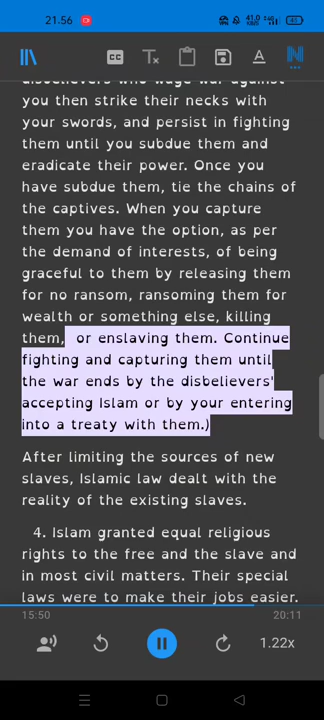 21.56
CC
disbelievers who wage war against
you then strike their necks with
your swords, and persist in fighting
them until you subdue them and
eradicate their power. Once you
have subdue them, tie the chains of
the captives. When you capture
them you have the option, as per
the demand of interests, of being
graceful to them by releasing them
for no ransom, ransoming them for
wealth or something else, killing
them, or enslaving them. Continue
fighting and capturing them until
the war ends by the disbelievers'
accepting Islam or by your entering
into a treaty with them.)
After limiting the sources of new
slaves, Islamic law dealt with the
reality of the existing slaves.
4. Islam granted equal religious
rights to the free and the slave and
in most civil matters. Their special
laws were to make their jobs easier.
15:50 20:11
1.22x